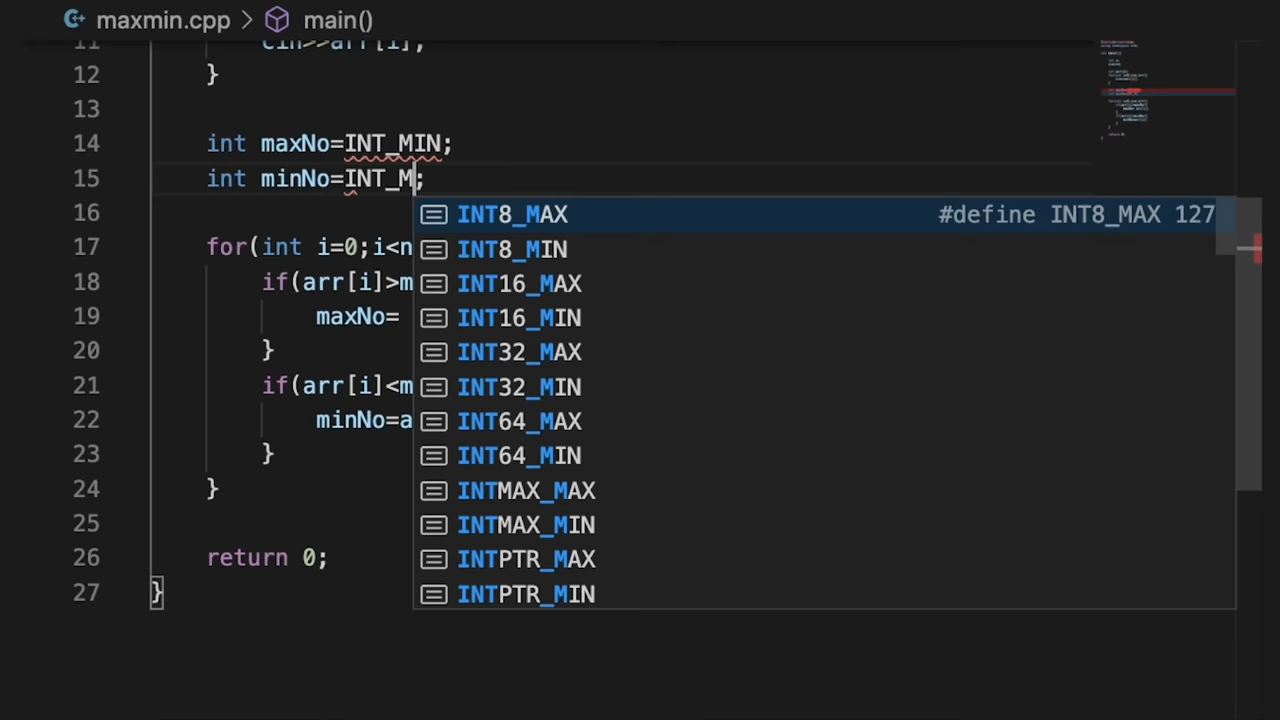 maxmin.cpp > main()
11 cin>>arr[i];
12 }
13
14 int maxNo=INT_MIN;
15 int minNo=INT_M;
16 INT8_MAX #define INT8_MAX 127
17 for(int i=0;i<n INT8_MIN
18 if(arr[i]>m INT16_MAX
19 maxNo= INT16_MIN
20 } INT32_MAX
21 if(arr[i]<m INT32_MIN
22 minNo=a INT64_MAX
23 } INT64_MIN
24 } INTMAX_MAX
25 INTMAX_MIN
26 return 0; INTPTR_MAX
27 } INTPTR_MIN